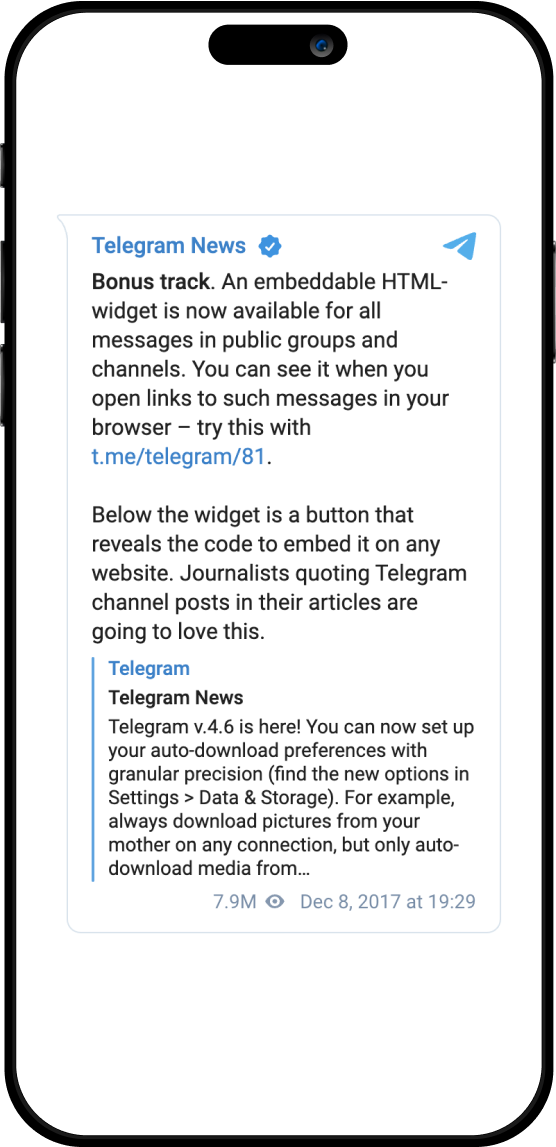 Telegram News
Bonus track. An embeddable HTML-
widget is now available for all
messages in public groups and
channels. You can see it when you
open links to such messages in your
browser – try this with
t.me/telegram/81.
Below the widget is a button that
reveals the code to embed it on any
website. Journalists quoting Telegram
channel posts in their articles are
going to love this.
Telegram
Telegram News
Telegram v.4.6 is here! You can now set up
your auto-download preferences with
granular precision (find the new options in
Settings > Data & Storage). For example,
always download pictures from your
mother on any connection, but only auto-
download media from…
7.9M Dec 8, 2017 at 19:29